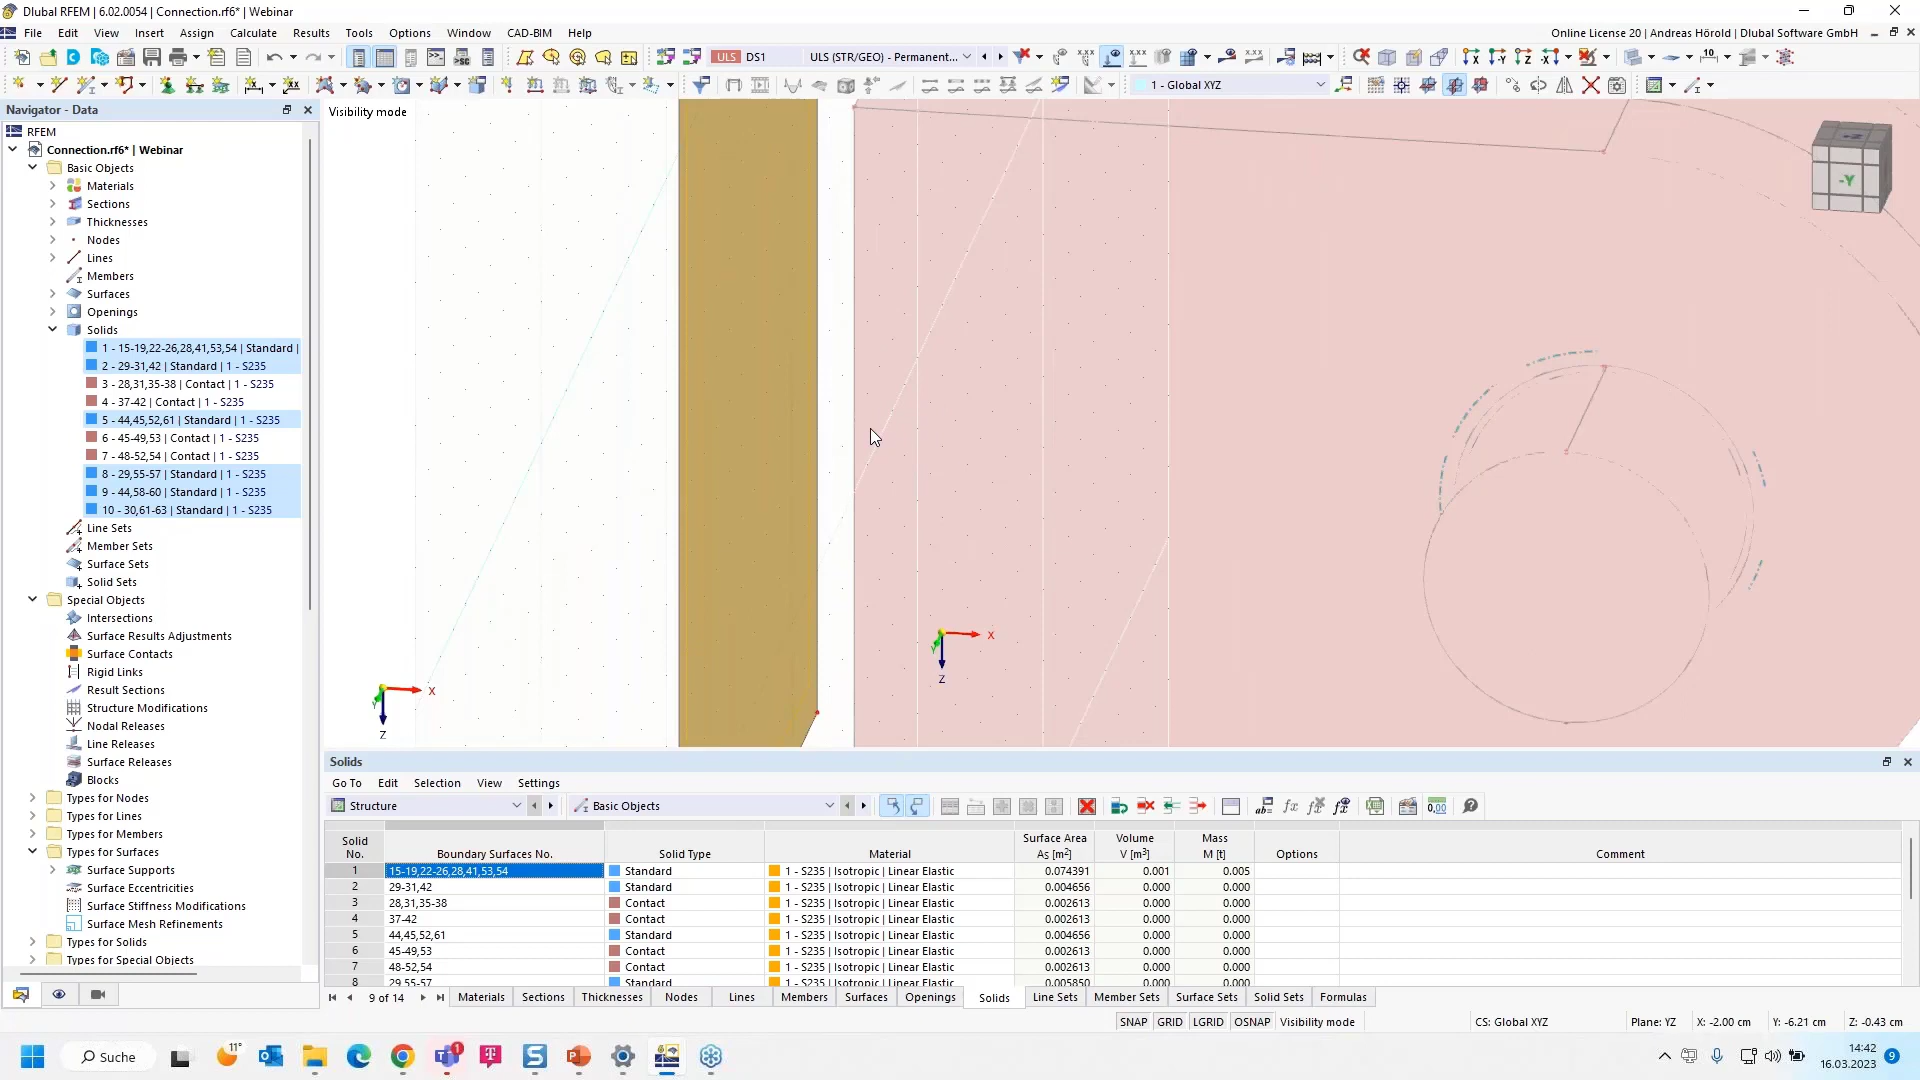 Dlubal RFEM | 6.02.0054 | Connection.rf6* | Webinar
File Edit View Insert Assign Calculate Results Tools Options Window CAD-BIM Help
Online License 20 | Andreas Hörold | Dlubal Software GmbH
ULS DS1 ULS (STR/GEO) - Permanent...
1 - Global XYZ
Navigator - Data
RFEM
Connection.rf6* | Webinar
Basic Objects
Materials
Sections
Thicknesses
Nodes
Lines
Members
Surfaces
Openings
Solids
1 - 15-19,22-26,28,41,53,54 | Standard |
2 - 29-31,42 | Standard | 1 - S235
3 - 28,31,35-38 | Contact | 1 - S235
4 - 37-42 | Contact | 1 - S235
5 - 44,45,52,61 | Standard | 1 - S235
6 - 45-49,53 | Contact | 1 - S235
7 - 48-52,54 | Contact | 1 - S235
8 - 29,55-57 | Standard | 1 - S235
9 - 44,58-60 | Standard | 1 - S235
10 - 30,61-63 | Standard | 1 - S235
Line Sets
Member Sets
Surface Sets
Solid Sets
Special Objects
Intersections
Surface Results Adjustments
Surface Contacts
Rigid Links
Result Sections
Structure Modifications
Nodal Releases
Line Releases
Surface Releases
Blocks
Types for Nodes
Types for Lines
Types for Members
Types for Surfaces
Surface Supports
Surface Eccentricities
Surface Stiffness Modifications
Surface Mesh Refinements
Types for Solids
Types for Special Objects
Visibility mode
-Y
X
Z
X
Z
Solids
Go To Edit Selection View Settings
Structure Basic Objects
Solid No. Boundary Surfaces No. Solid Type Material Surface Area As [m²] Volume V [m³] Mass M [t] Options Comment
1 15-19,22-26,28,41,53,54 Standard 1 - S235 | Isotropic | Linear Elastic 0.074391 0.001 0.005
2 29-31,42 Standard 1 - S235 | Isotropic | Linear Elastic 0.004656 0.000 0.000
3 28,31,35-38 Contact 1 - S235 | Isotropic | Linear Elastic 0.002613 0.000 0.000
4 37-42 Contact 1 - S235 | Isotropic | Linear Elastic 0.002613 0.000 0.000
5 44,45,52,61 Standard 1 - S235 | Isotropic | Linear Elastic 0.004656 0.000 0.000
6 45-49,53 Contact 1 - S235 | Isotropic | Linear Elastic 0.002613 0.000 0.000
7 48-52,54 Contact 1 - S235 | Isotropic | Linear Elastic 0.002613 0.000 0.000
8 29,55-57 Standard 1 - S235 | Isotropic | Linear Elastic 0.005850 0.000 0.000
9 of 14 Materials Sections Thicknesses Nodes Lines Members Surfaces Openings Solids Line Sets Member Sets Surface Sets Solid Sets Formulas
SNAP GRID LGRID OSNAP Visibility mode CS: Global XYZ Plane: YZ X: -2.00 cm Y: -6.21 cm Z: -0.43 cm
Suche 11° 1 14:42
16.03.2023 9